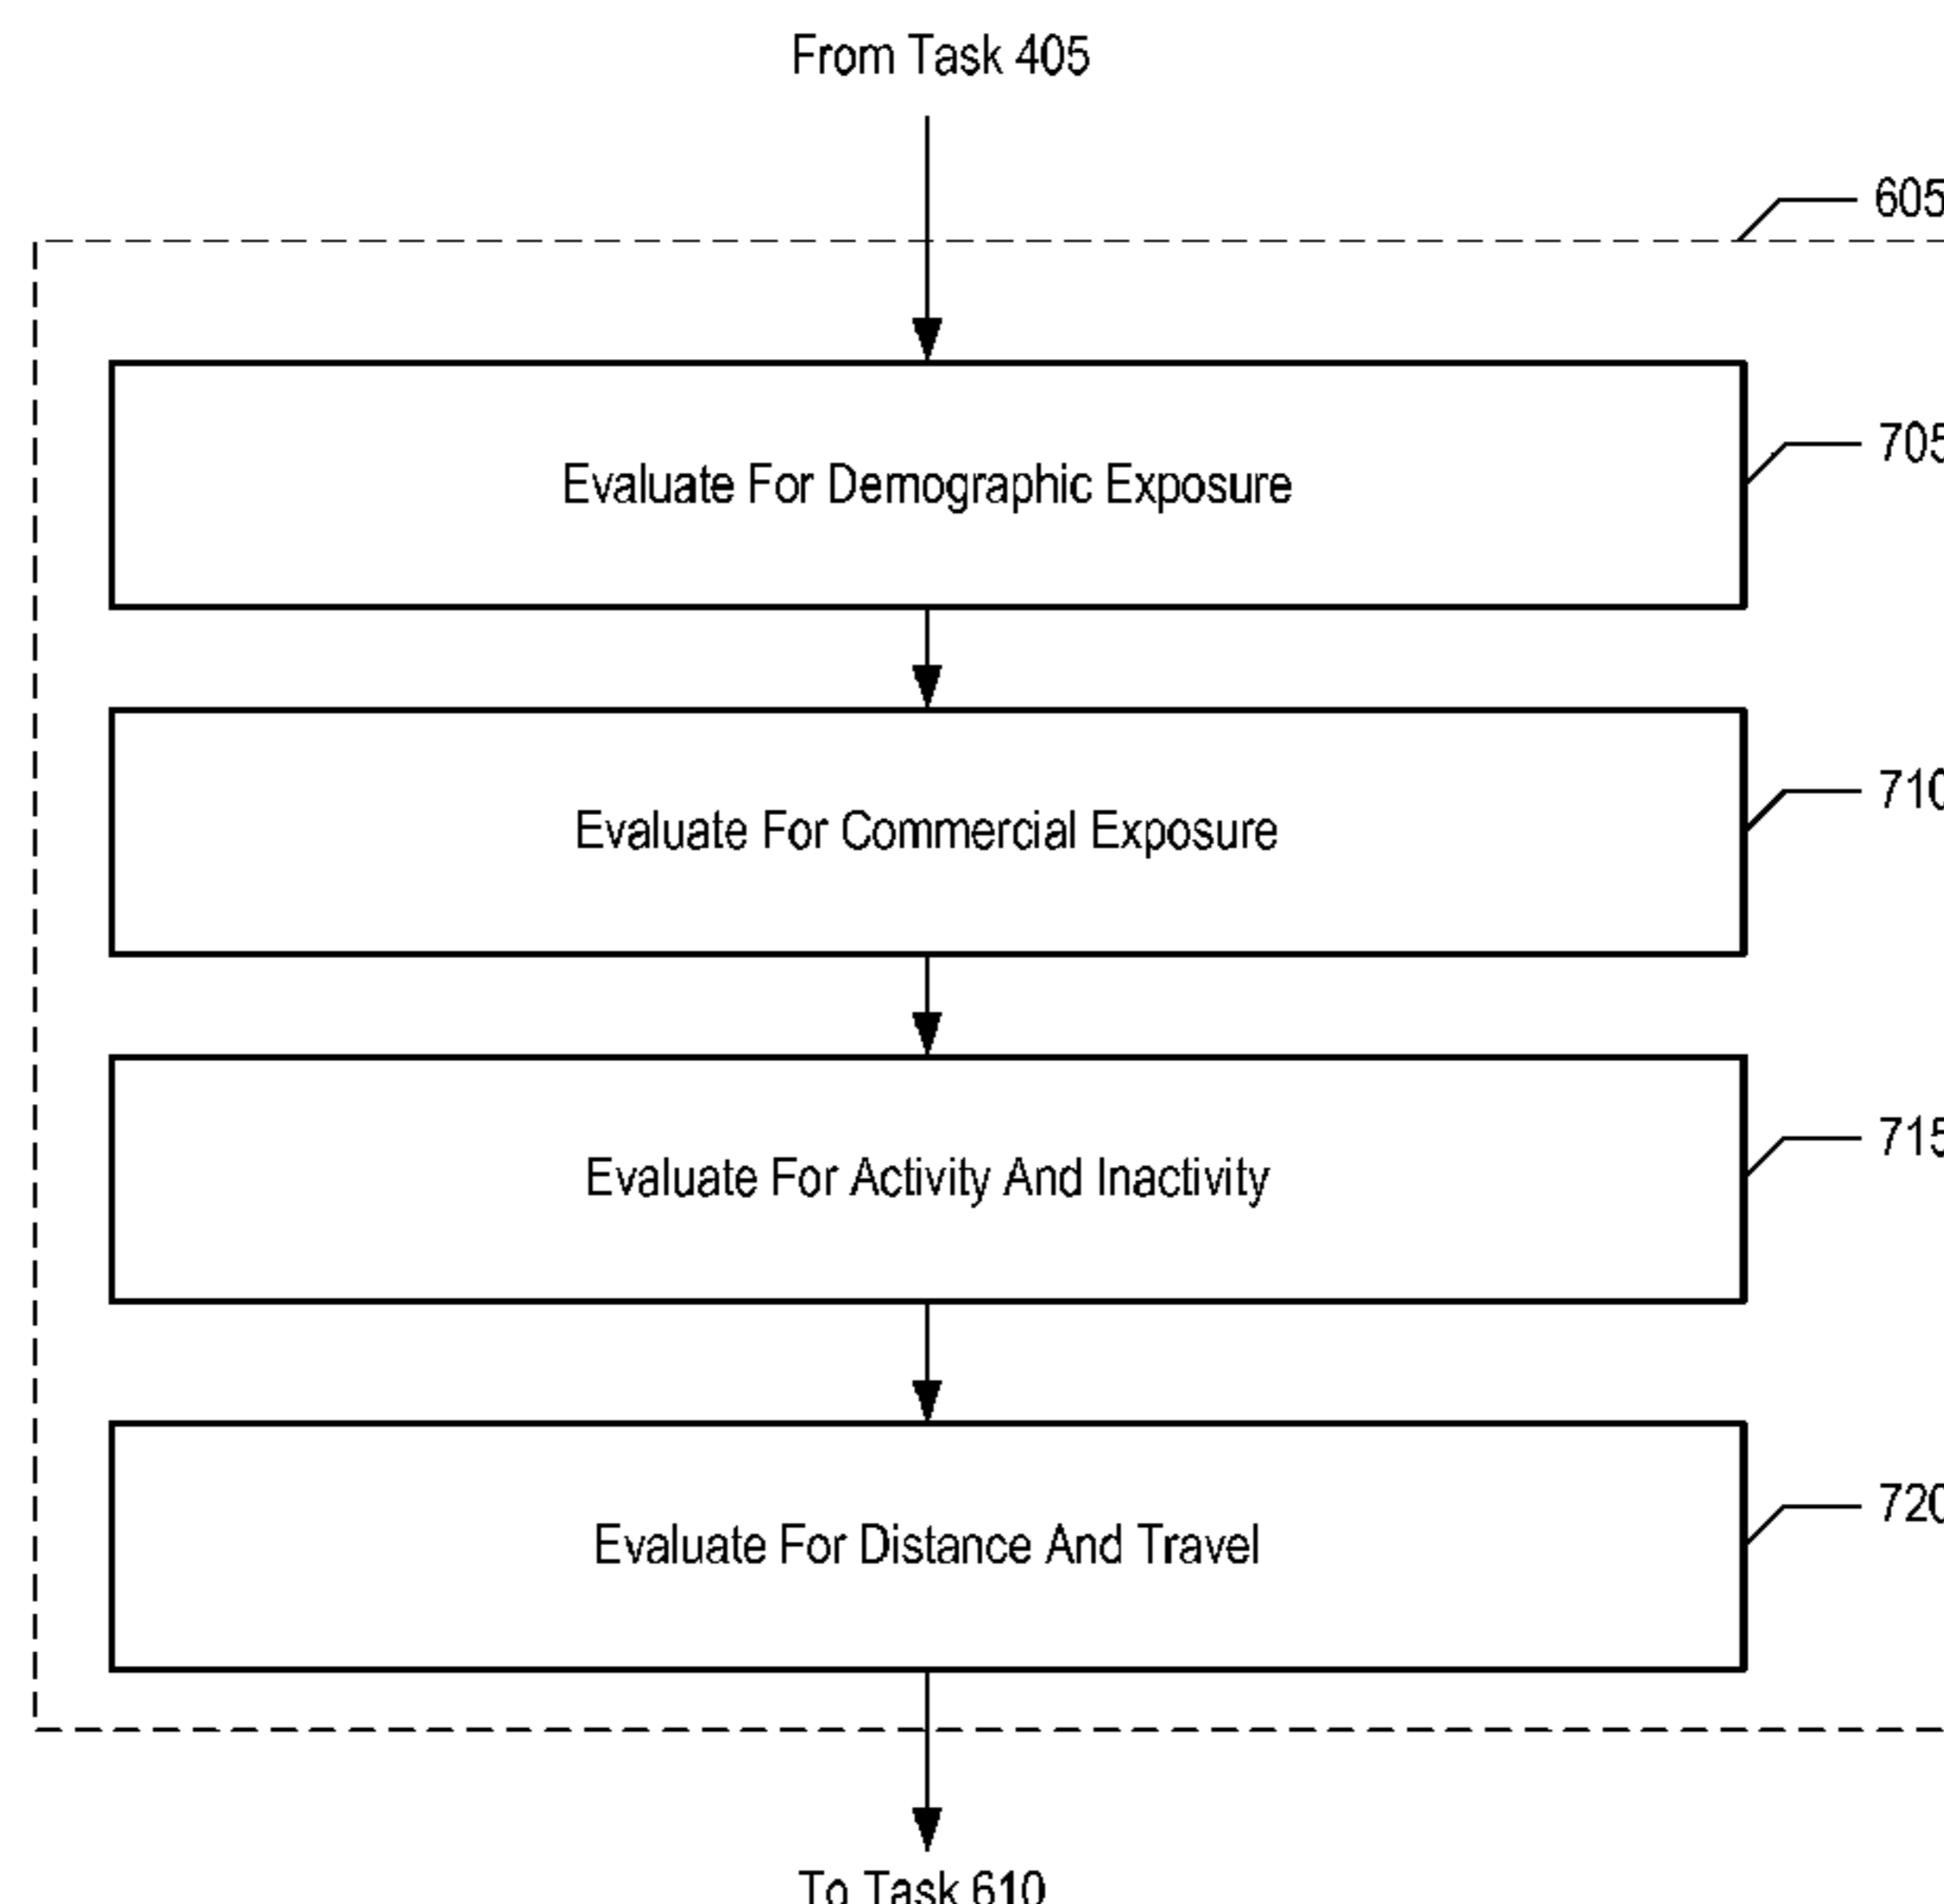 From Task 405
605
705
Evaluate For Demographic Exposure
710
Evaluate For Commercial Exposure
715
Evaluate For Activity And Inactivity
720
Evaluate For Distance And Travel
To Task 610